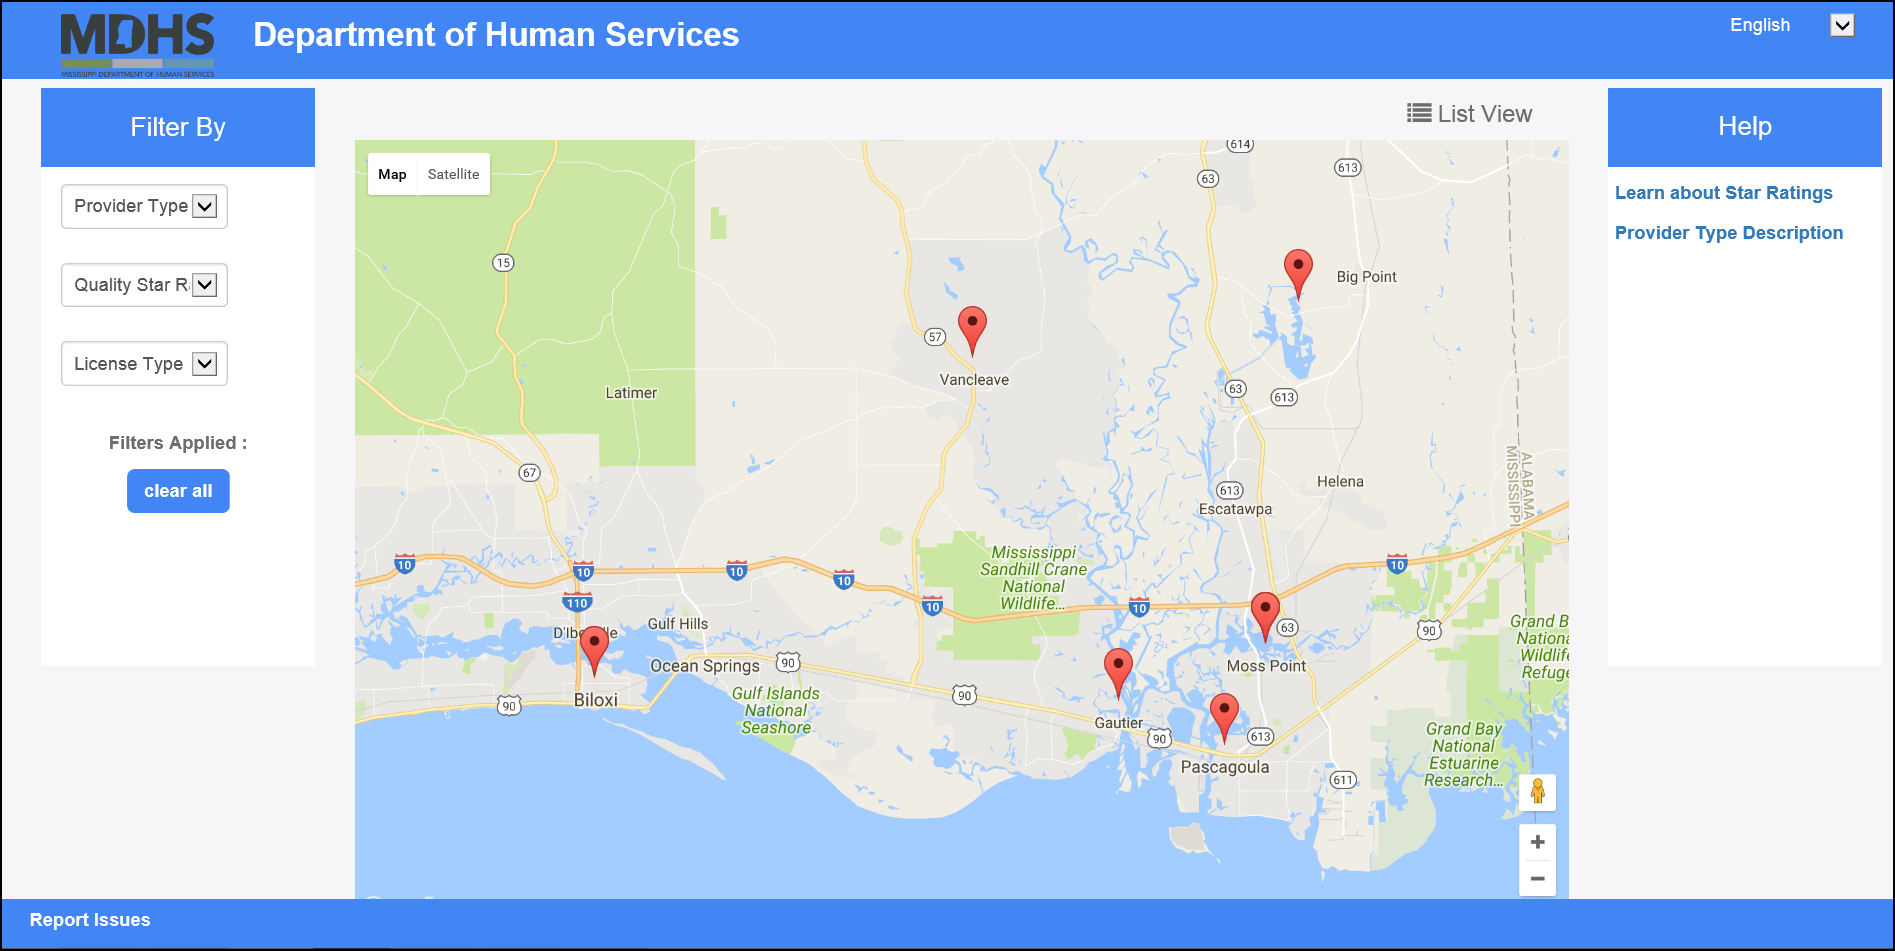 MDHS
MISSISSIPPI DEPARTMENT OF HUMAN SERVICES
Department of Human Services
English
Filter By
Provider Type
Quality Star R
License Type
Filters Applied :
clear all
List View
Map
Satellite
614
63
613
15
Big Point
57
Vancleave
63
613
Latimer
67
613
Escatawpa
Helena
ALABAMA
MISSISSIPPI
Mississippi
Sandhill Crane
National
Wildlife...
10
10
10
10
10
10
10
110
Gulf Hills
63
90
Grand B
Nation
Wildlif
Refuge
Ocean Springs
90
Moss Point
Biloxi
90
Gulf Islands
National
Seashore
90
Gautier
90
613
Pascagoula
611
Grand Bay
National
Estuarine
Research...
Help
Learn about Star Ratings
Provider Type Description
Report Issues